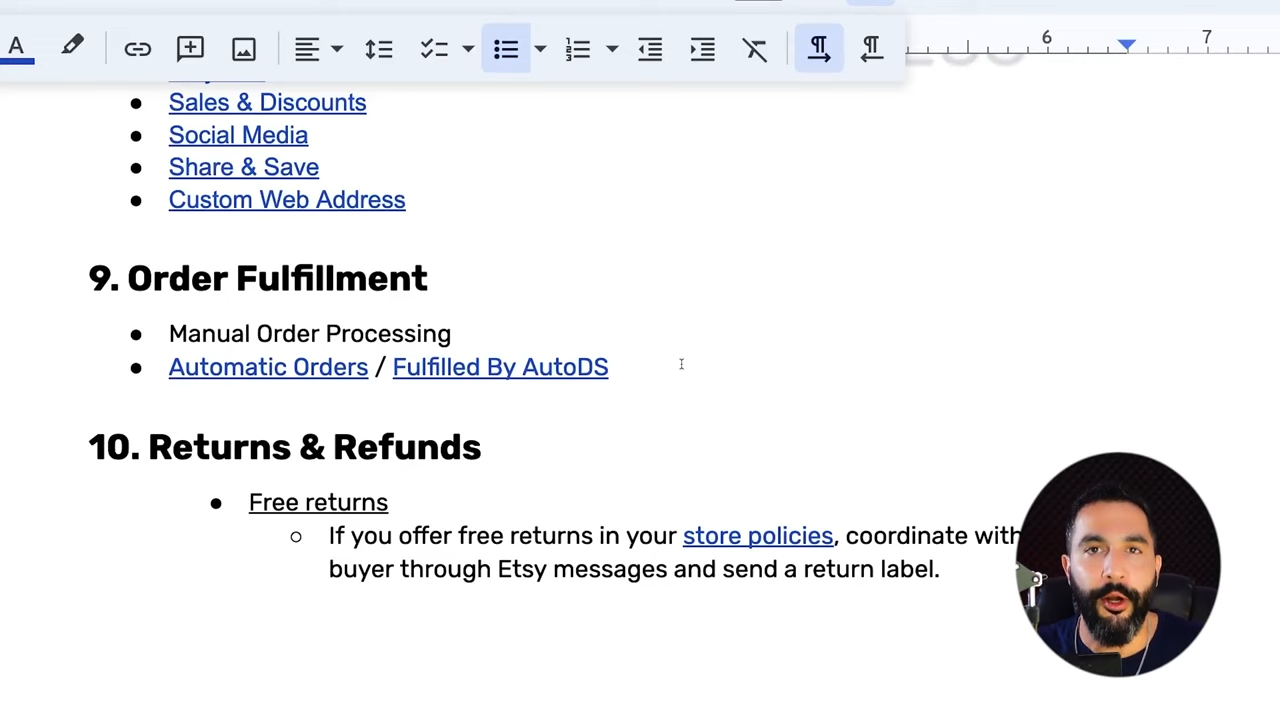 A
6
7
Sales & Discounts
Social Media
Share & Save
Custom Web Address
9. Order Fulfillment
Manual Order Processing
Automatic Orders / Fulfilled By AutoDS
10. Returns & Refunds
Free returns
If you offer free returns in your store policies, coordinate with
buyer through Etsy messages and send a return label.